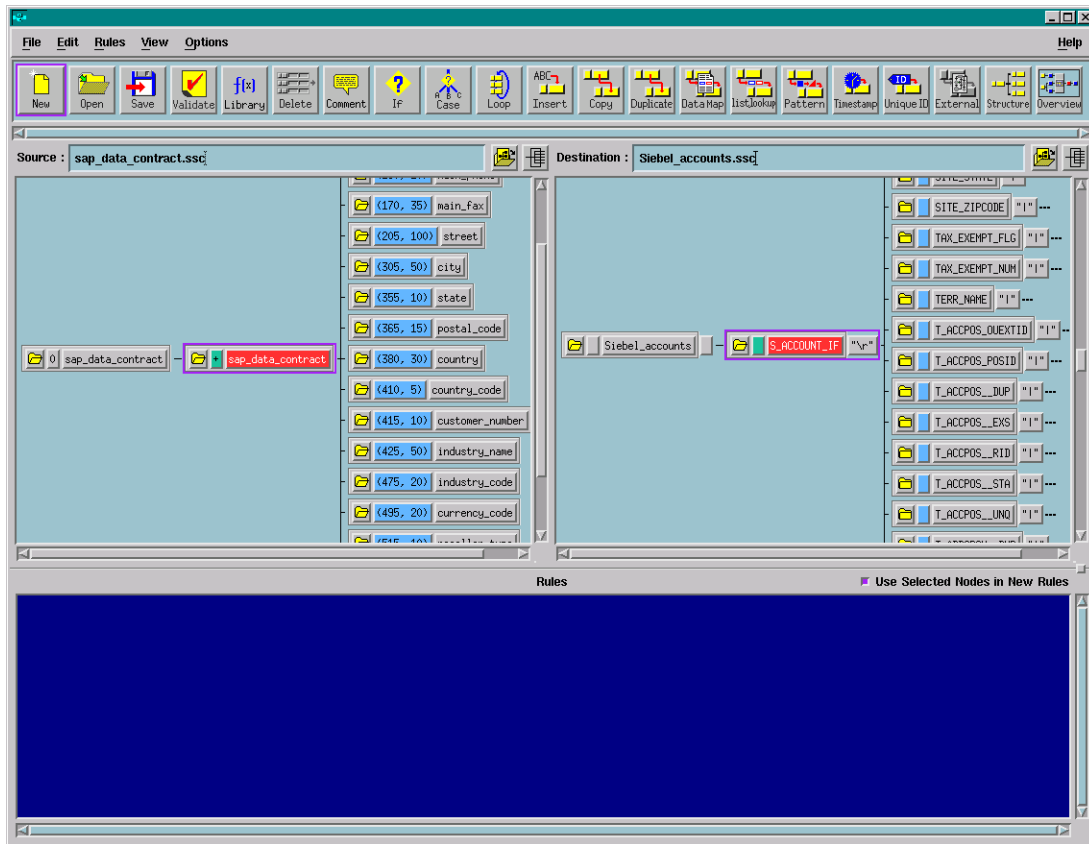 File Edit Rules View Options Help
New Open Save Validate f(x) Library Delete Comment ? If A B C Case Loop ABC Insert Copy Duplicate Data Map list_lookup Pattern Timestamp ID Unique ID External Structure Overview
Source : sap_data_contract.ssc
Destination : Siebel_accounts.ssc
0 sap_data_contract
+ sap_data_contract
(170, 35) main_fax
(205, 100) street
(305, 50) city
(355, 10) state
(365, 15) postal_code
(380, 30) country
(410, 5) country_code
(415, 10) customer_number
(425, 50) industry_name
(475, 20) industry_code
(495, 20) currency_code
Siebel_accounts
S_ACCOUNT_IF "\r"
SITE_ZIPCODE "|"
TAX_EXEMPT_FLG "|"
TAX_EXEMPT_NUM "|"
TERR_NAME "|"
T_ACCPOS_OUEXTID "|"
T_ACCPOS_POSID "|"
T_ACCPOS__DUP "|"
T_ACCPOS__EXS "|"
T_ACCPOS__RID "|"
T_ACCPOS__STA "|"
T_ACCPOS__UNQ "|"
Rules
Use Selected Nodes in New Rules